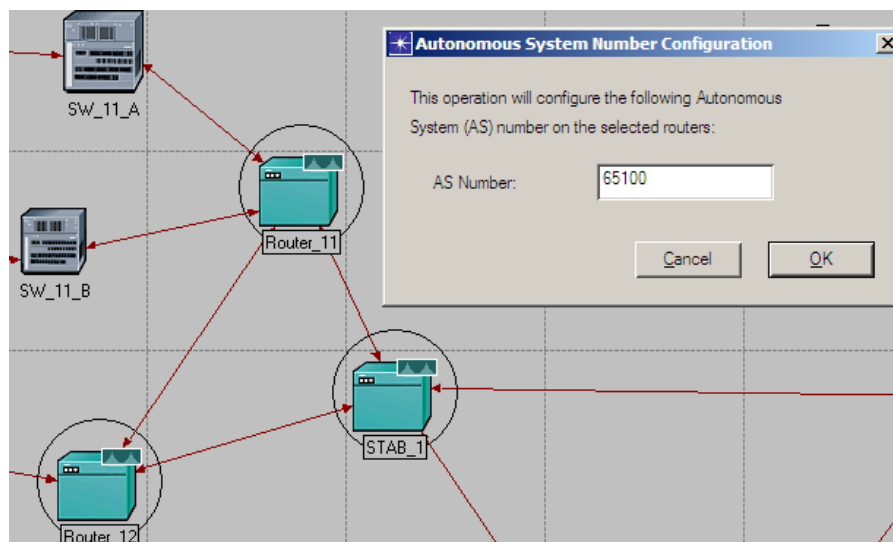 SW_11_A
Autonomous System Number Configuration
This operation will configure the following Autonomous
System (AS) number on the selected routers:
AS Number: 65100
Cancel OK
Router_11
SW_11_B
STAB_1
Router_12